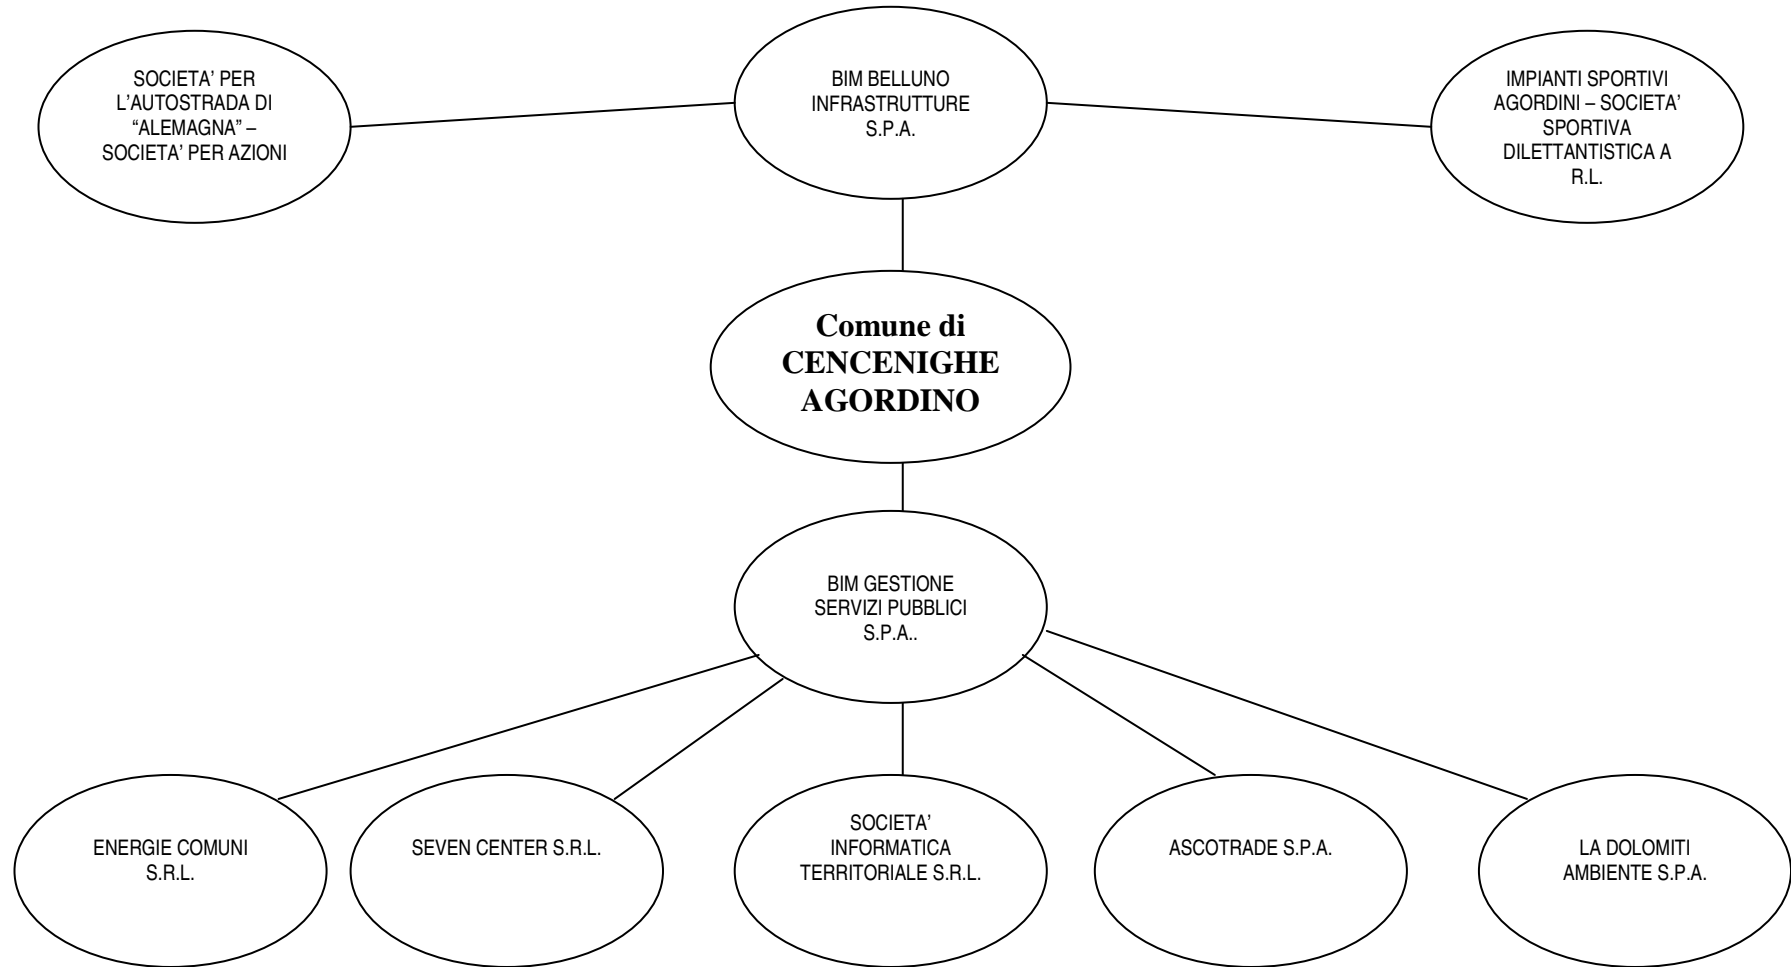 SOCIETA’ PER
L’AUTOSTRADA DI
“ALEMAGNA” –
SOCIETA’ PER AZIONI
BIM BELLUNO
INFRASTRUTTURE
S.P.A.
IMPIANTI SPORTIVI
AGORDINI – SOCIETA’
SPORTIVA
DILETTANTISTICA A
R.L.
Comune di
CENCENIGHE
AGORDINO
BIM GESTIONE
SERVIZI PUBBLICI
S.P.A..
ENERGIE COMUNI
S.R.L.
SEVEN CENTER S.R.L.
SOCIETA’
INFORMATICA
TERRITORIALE S.R.L.
ASCOTRADE S.P.A.
LA DOLOMITI
AMBIENTE S.P.A.